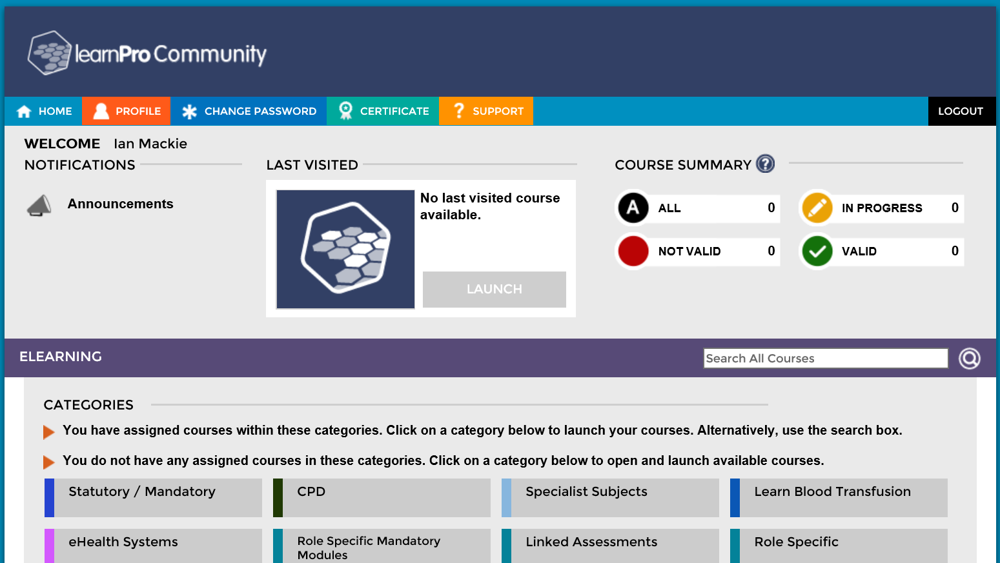 learnPro Community
HOME
PROFILE
CHANGE PASSWORD
CERTIFICATE
SUPPORT
LOGOUT
WELCOME Ian Mackie
NOTIFICATIONS
Announcements
LAST VISITED
No last visited course
available.
LAUNCH
COURSE SUMMARY ?
A ALL 0
IN PROGRESS 0
NOT VALID 0
VALID 0
ELEARNING
Search All Courses
CATEGORIES
You have assigned courses within these categories. Click on a category below to launch your courses. Alternatively, use the search box.
You do not have any assigned courses in these categories. Click on a category below to open and launch available courses.
Statutory / Mandatory
CPD
Specialist Subjects
Learn Blood Transfusion
eHealth Systems
Role Specific Mandatory
Modules
Linked Assessments
Role Specific